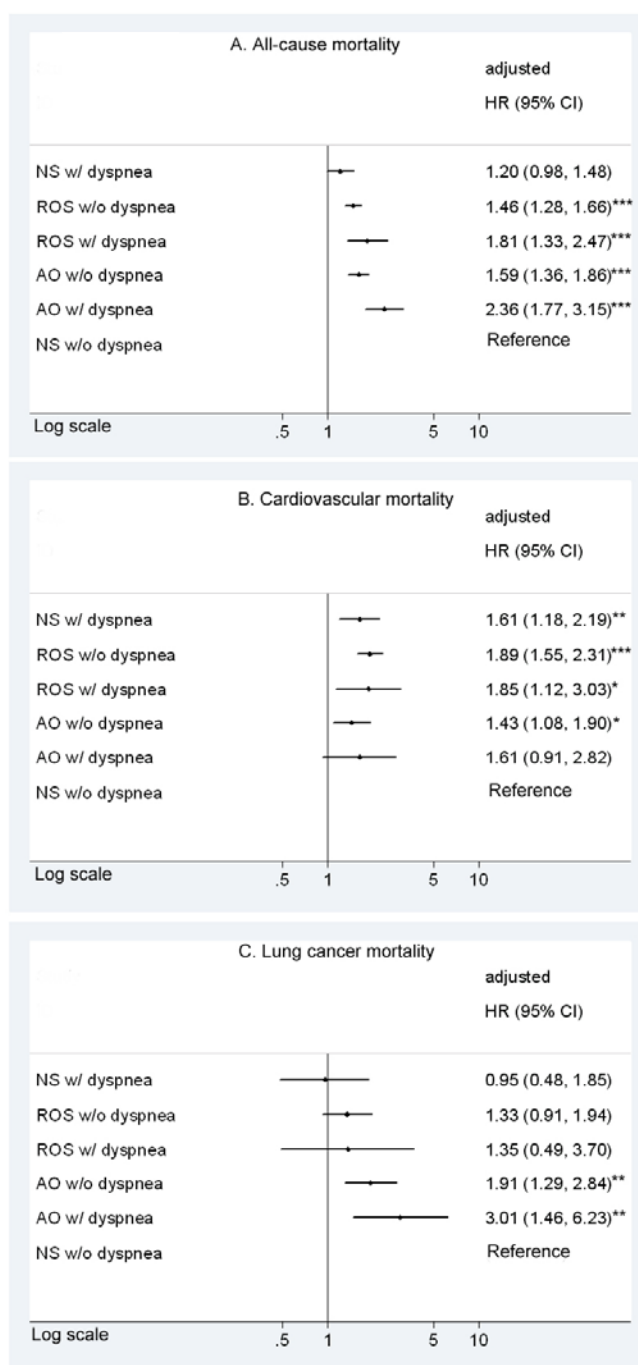 A. All-cause mortality
adjusted
HR (95% CI)
NS w/ dyspnea 1.20 (0.98, 1.48)
ROS w/o dyspnea 1.46 (1.28, 1.66)***
ROS w/ dyspnea 1.81 (1.33, 2.47)***
AO w/o dyspnea 1.59 (1.36, 1.86)***
AO w/ dyspnea 2.36 (1.77, 3.15)***
NS w/o dyspnea Reference
Log scale .5 1 5 10
B. Cardiovascular mortality
adjusted
HR (95% CI)
NS w/ dyspnea 1.61 (1.18, 2.19)**
ROS w/o dyspnea 1.89 (1.55, 2.31)***
ROS w/ dyspnea 1.85 (1.12, 3.03)*
AO w/o dyspnea 1.43 (1.08, 1.90)*
AO w/ dyspnea 1.61 (0.91, 2.82)
NS w/o dyspnea Reference
Log scale .5 1 5 10
C. Lung cancer mortality
adjusted
HR (95% CI)
NS w/ dyspnea 0.95 (0.48, 1.85)
ROS w/o dyspnea 1.33 (0.91, 1.94)
ROS w/ dyspnea 1.35 (0.49, 3.70)
AO w/o dyspnea 1.91 (1.29, 2.84)**
AO w/ dyspnea 3.01 (1.46, 6.23)**
NS w/o dyspnea Reference
Log scale .5 1 5 10